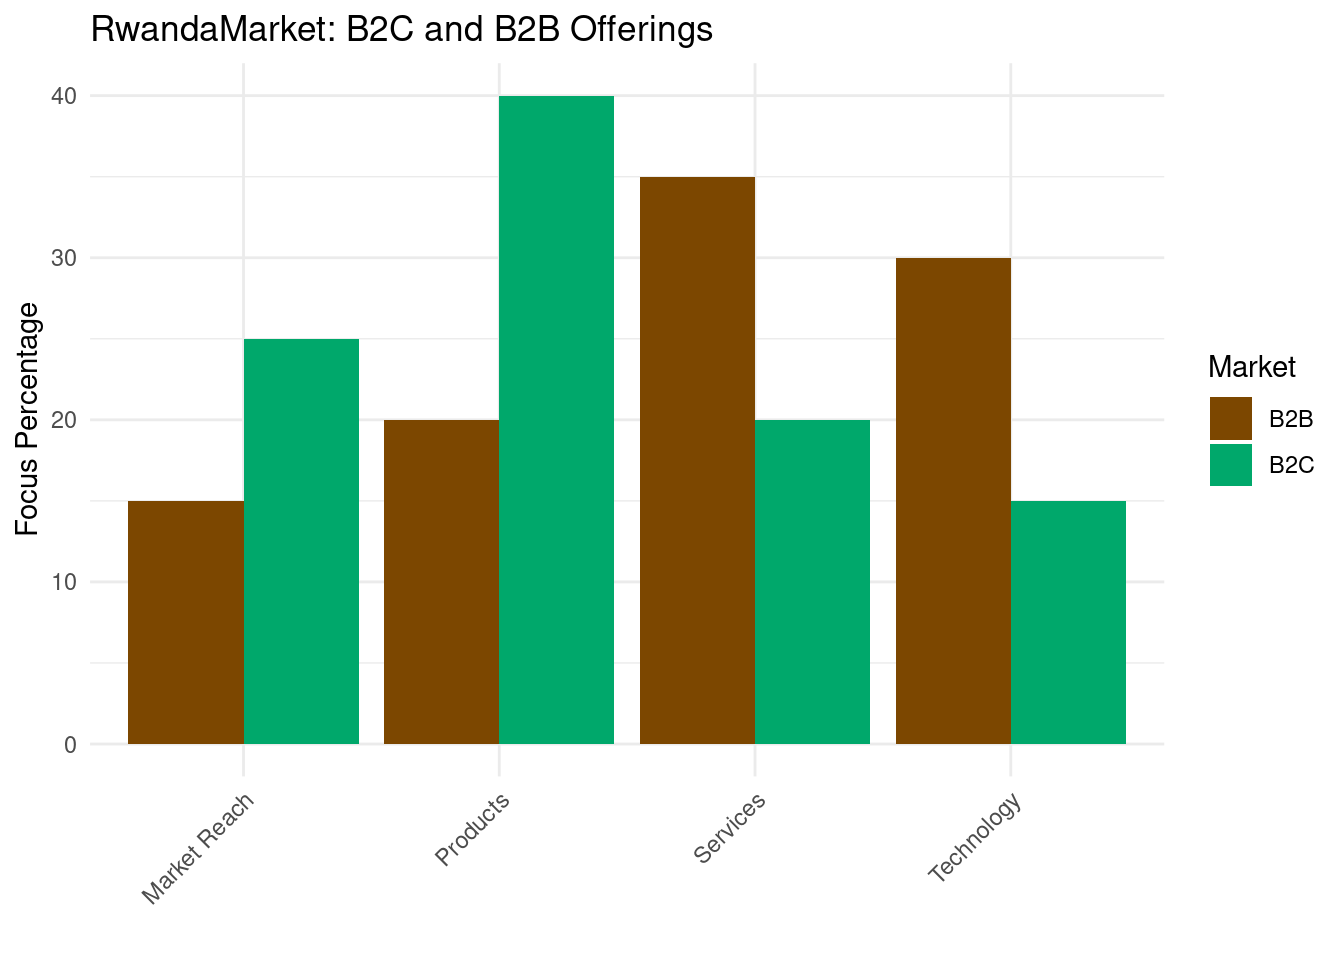 RwandaMarket: B2C and B2B Offerings
40
30
20
10
0
Focus Percentage
Market Reach
Products
Services
Technology
Market
B2B
B2C